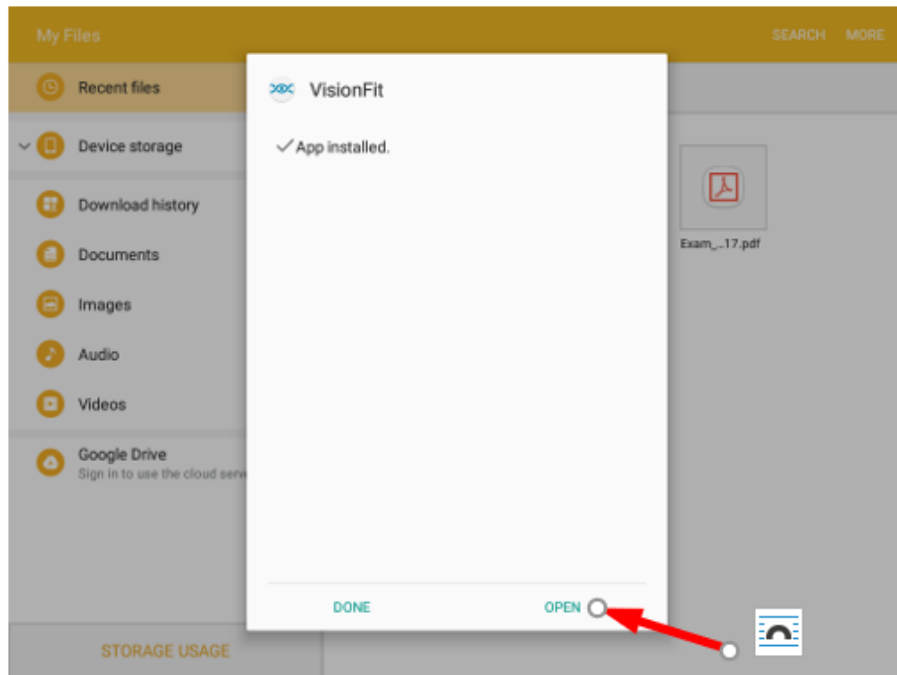 My Files
SEARCH MORE
Recent files
Device storage
Download history
Documents
Images
Audio
Videos
Google Drive
Sign in to use the cloud serv
STORAGE USAGE
VisionFit
App installed.
DONE OPEN
Exam_...17.pdf